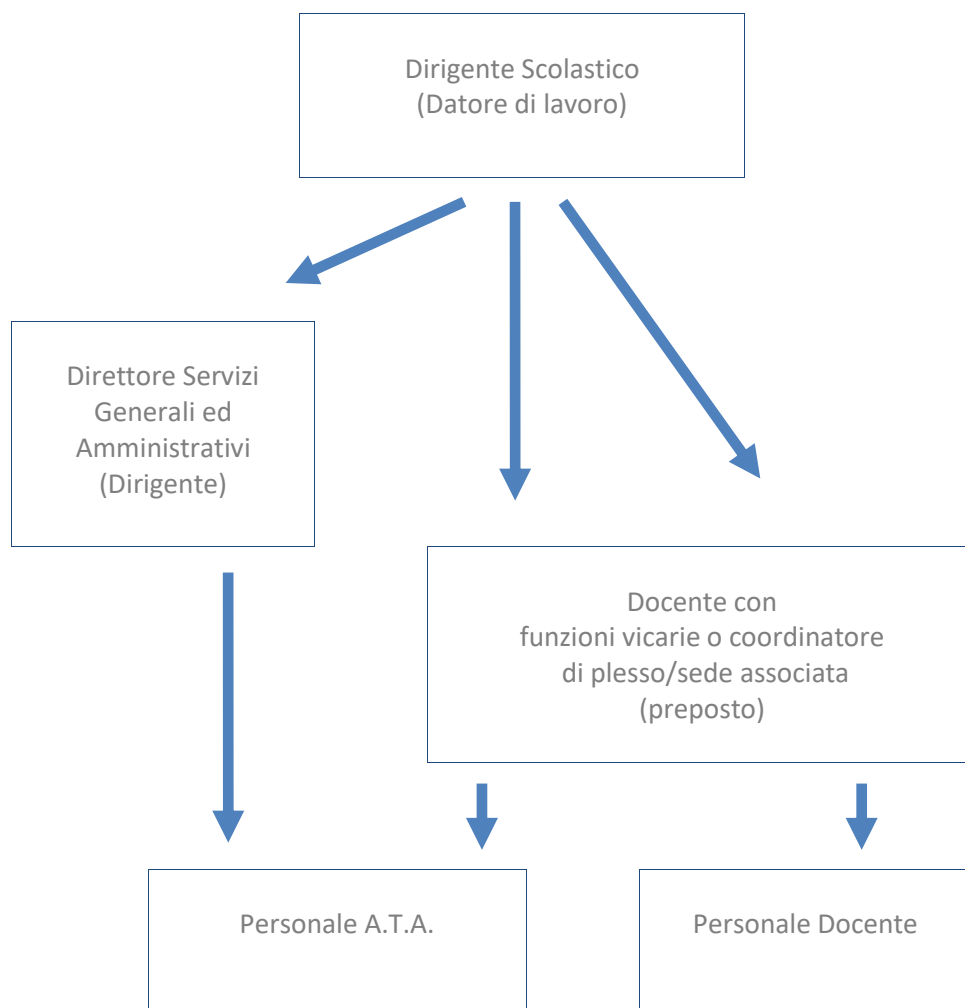 Dirigente Scolastico
(Datore di lavoro)
Direttore Servizi
Generali ed
Amministrativi
(Dirigente)
Docente con
funzioni vicarie o coordinatore
di plesso/sede associata
(preposto)
Personale A.T.A.
Personale Docente